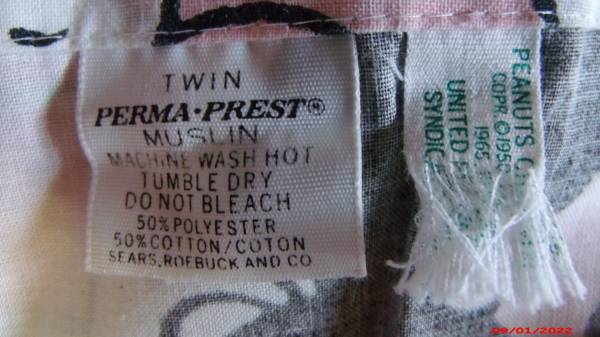 TWIN
PERMA·PREST®
MUSLIN
MACHINE WASH HOT
TUMBLE DRY
DO NOT BLEACH
50% POLYESTER
50% COTTON/COTON
SEARS, ROEBUCK AND CO
PEANUTS C
COPR. ©195
1965
UNITED
SYNDIC
09/01/2022